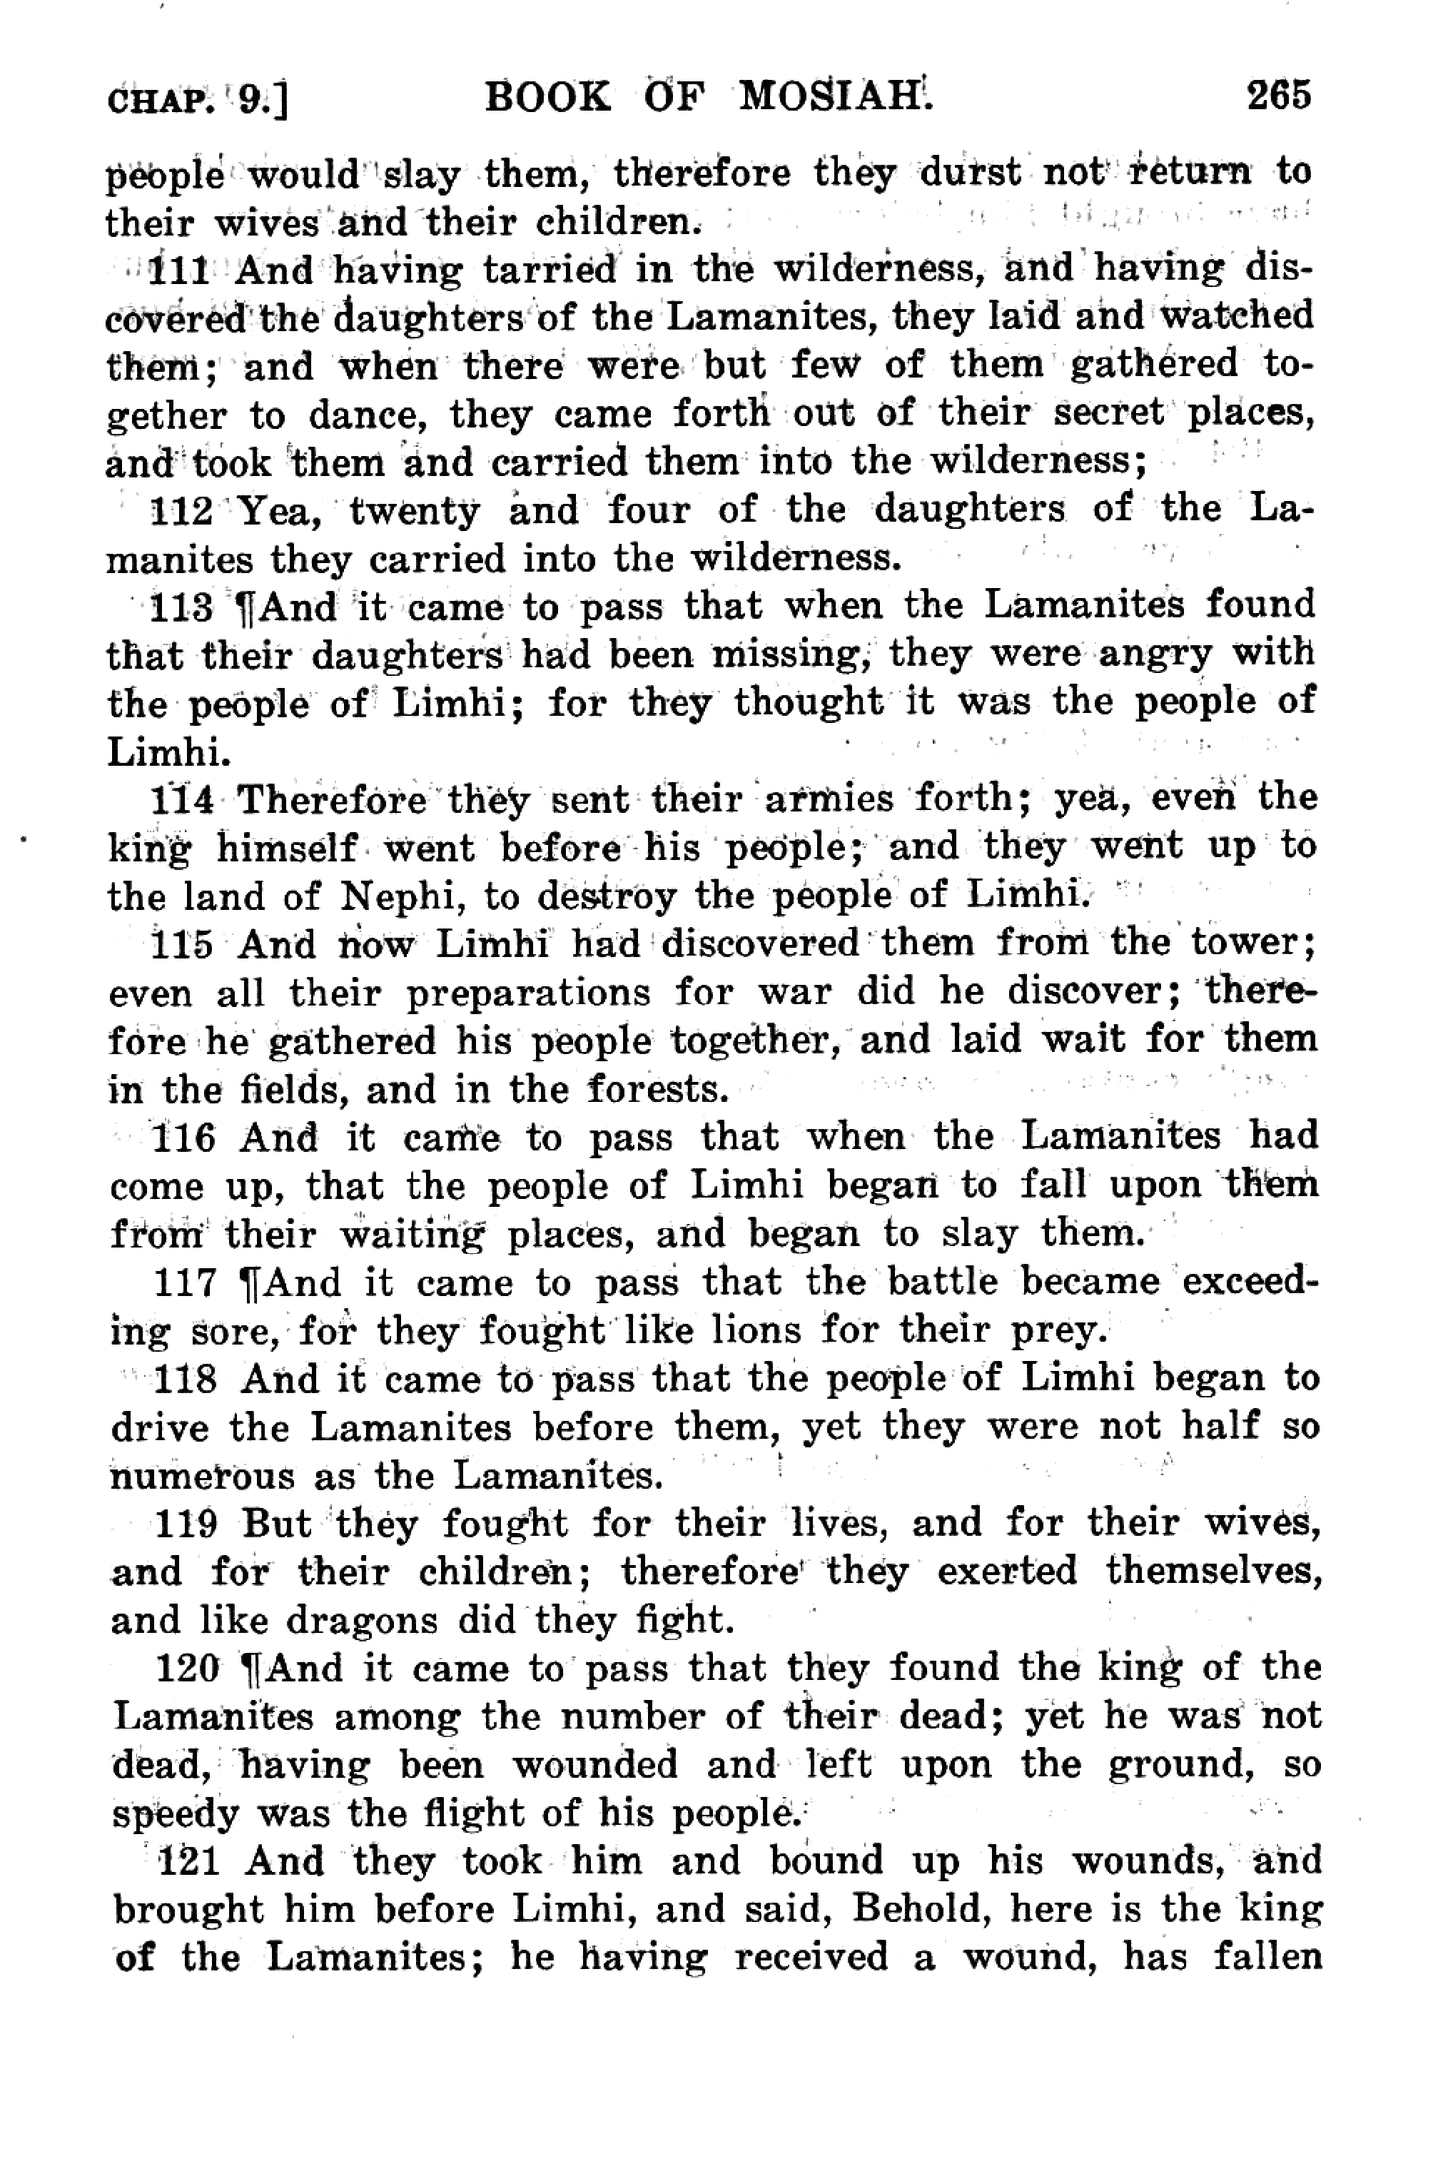 CHAP. 9.] BOOK OF MOSIAH. 265
people would slay them, therefore they durst not return to
their wives and their children.
111 And having tarried in the wilderness, and having dis-
covered the daughters of the Lamanites, they laid and watched
them; and when there were but few of them gathered to-
gether to dance, they came forth out of their secret places,
and took them and carried them into the wilderness;
112 Yea, twenty and four of the daughters of the La-
manites they carried into the wilderness.
113 ¶And it came to pass that when the Lamanites found
that their daughters had been missing, they were angry with
the people of Limhi; for they thought it was the people of
Limhi.
114 Therefore they sent their armies forth; yea, even the
king himself went before his people; and they went up to
the land of Nephi, to destroy the people of Limhi.
115 And now Limhi had discovered them from the tower;
even all their preparations for war did he discover; there-
fore he gathered his people together, and laid wait for them
in the fields, and in the forests.
116 And it came to pass that when the Lamanites had
come up, that the people of Limhi began to fall upon them
from their waiting places, and began to slay them.
117 ¶And it came to pass that the battle became exceed-
ing sore, for they fought like lions for their prey.
118 And it came to pass that the people of Limhi began to
drive the Lamanites before them, yet they were not half so
numerous as the Lamanites.
119 But they fought for their lives, and for their wives,
and for their children; therefore they exerted themselves,
and like dragons did they fight.
120 ¶And it came to pass that they found the king of the
Lamanites among the number of their dead; yet he was not
dead, having been wounded and left upon the ground, so
speedy was the flight of his people.
121 And they took him and bound up his wounds, and
brought him before Limhi, and said, Behold, here is the king
of the Lamanites; he having received a wound, has fallen